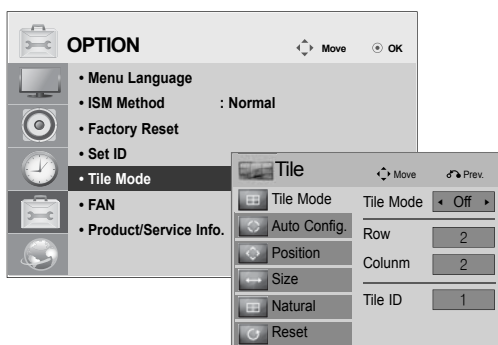 OPTION
Move
OK
• Menu Language
• ISM Method : Normal
• Factory Reset
• Set ID
• Tile Mode
• FAN
• Product/Service Info.
Tile
Move
Prev.
Tile Mode
Auto Config.
Position
Size
Natural
Reset
Tile Mode Off
Row 2
Colunm 2
Tile ID 1